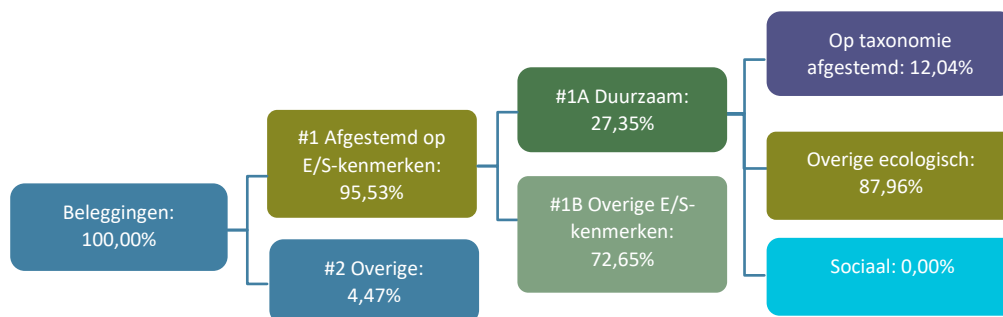 Beleggingen:
100,00%
#1 Afgestemd op
E/S-kenmerken:
95,53%
#2 Overige:
4,47%
#1A Duurzaam:
27,35%
#1B Overige E/S-
kenmerken:
72,65%
Op taxonomie
afgestemd: 12,04%
Overige ecologisch:
87,96%
Sociaal: 0,00%